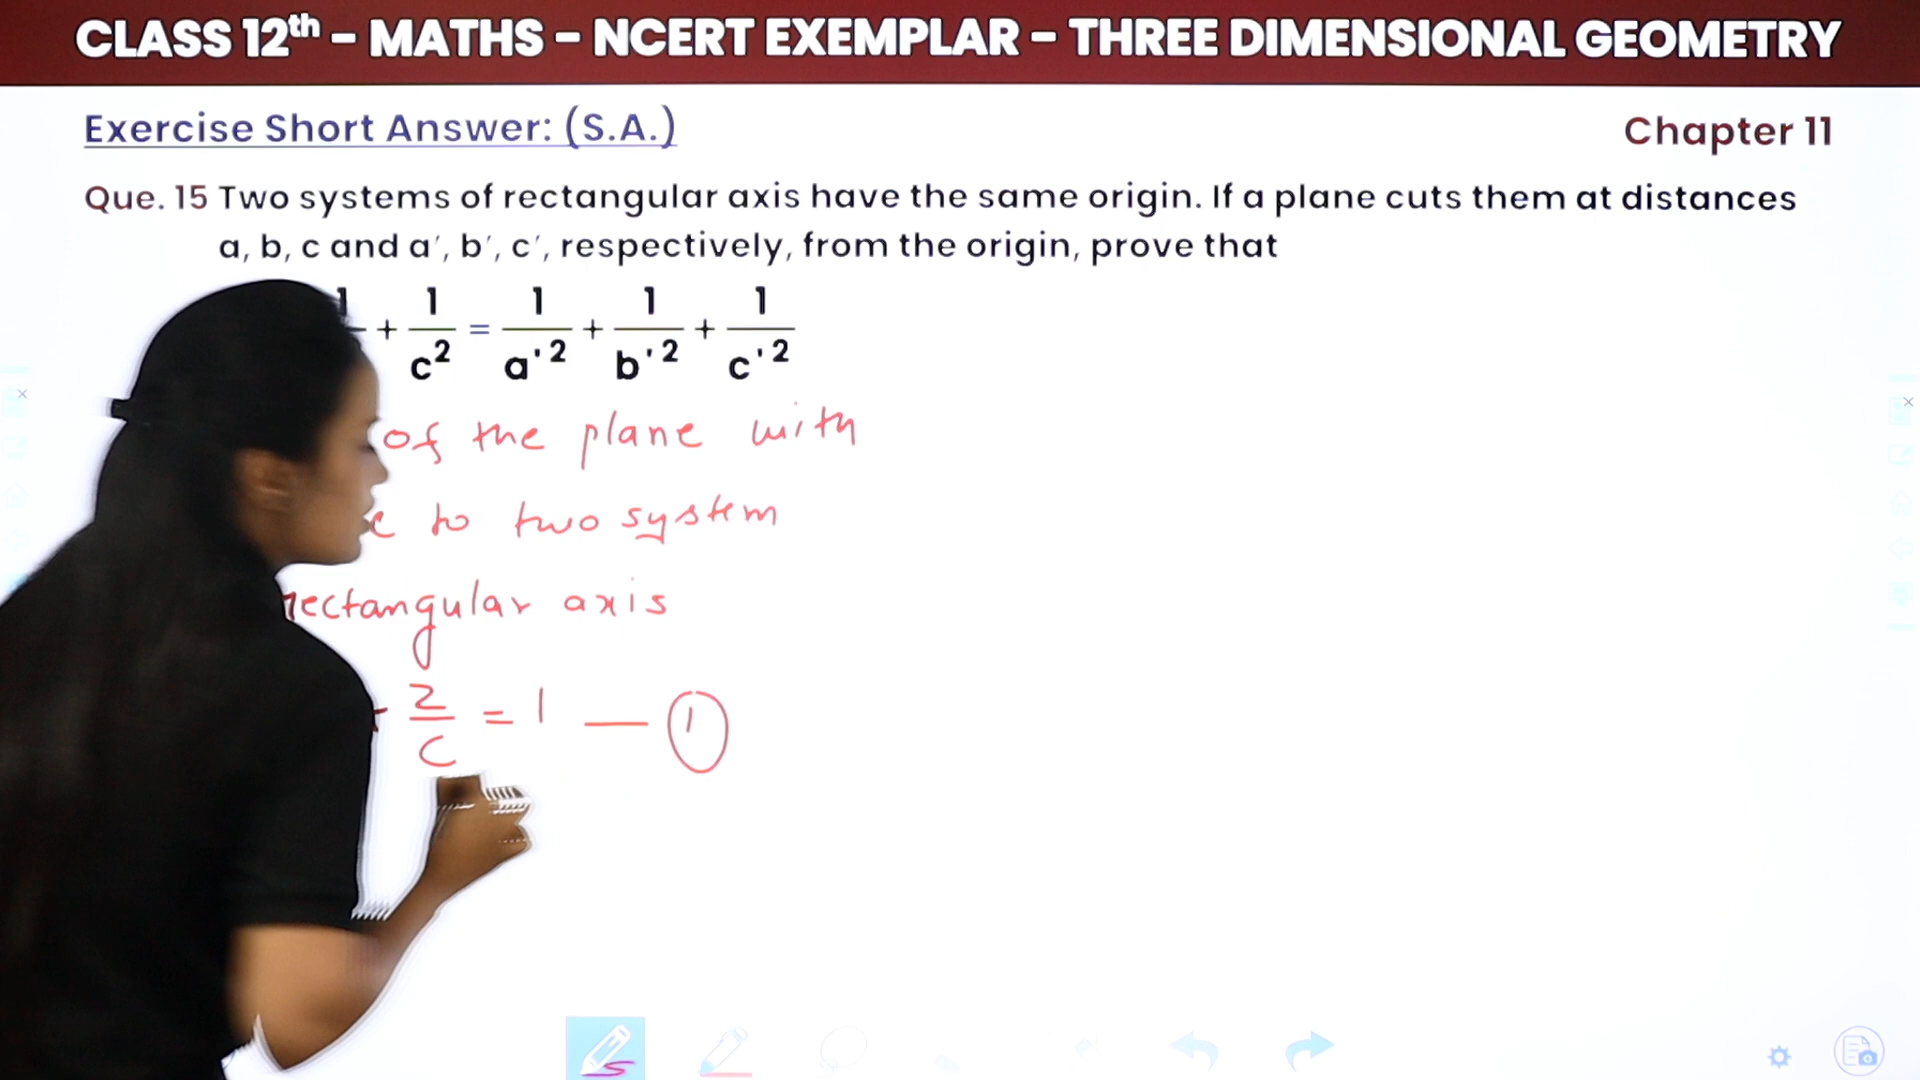 CLASS 12th – MATHS – NCERT EXEMPLAR – THREE DIMENSIONAL GEOMETRY
Exercise Short Answer: (S.A.)
Chapter 11
Que. 15 Two systems of rectangular axis have the same origin. If a plane cuts them at distances
a, b, c and a′, b′, c′, respectively, from the origin, prove that
+ 1/c² = 1/a'² + 1/b'² + 1/c'²
of the plane with
to two system
rectangular axis
z/c = 1 — ①